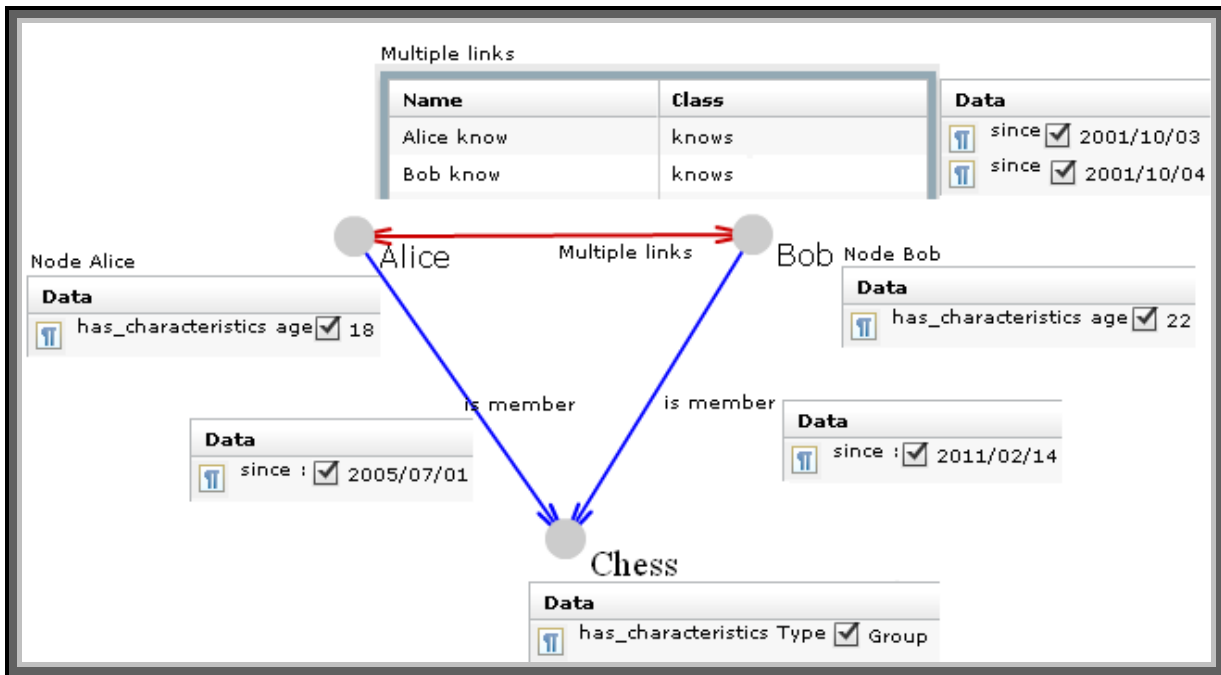 Multiple links
Name Class Data
Alice know knows since 2001/10/03
Bob know knows since 2001/10/04
Alice Multiple links Bob
Node Alice
Data
has_characteristics age 18
Node Bob
Data
has_characteristics age 22
is member is member
Data
since : 2005/07/01
Data
since : 2011/02/14
Chess
Data
has_characteristics Type Group